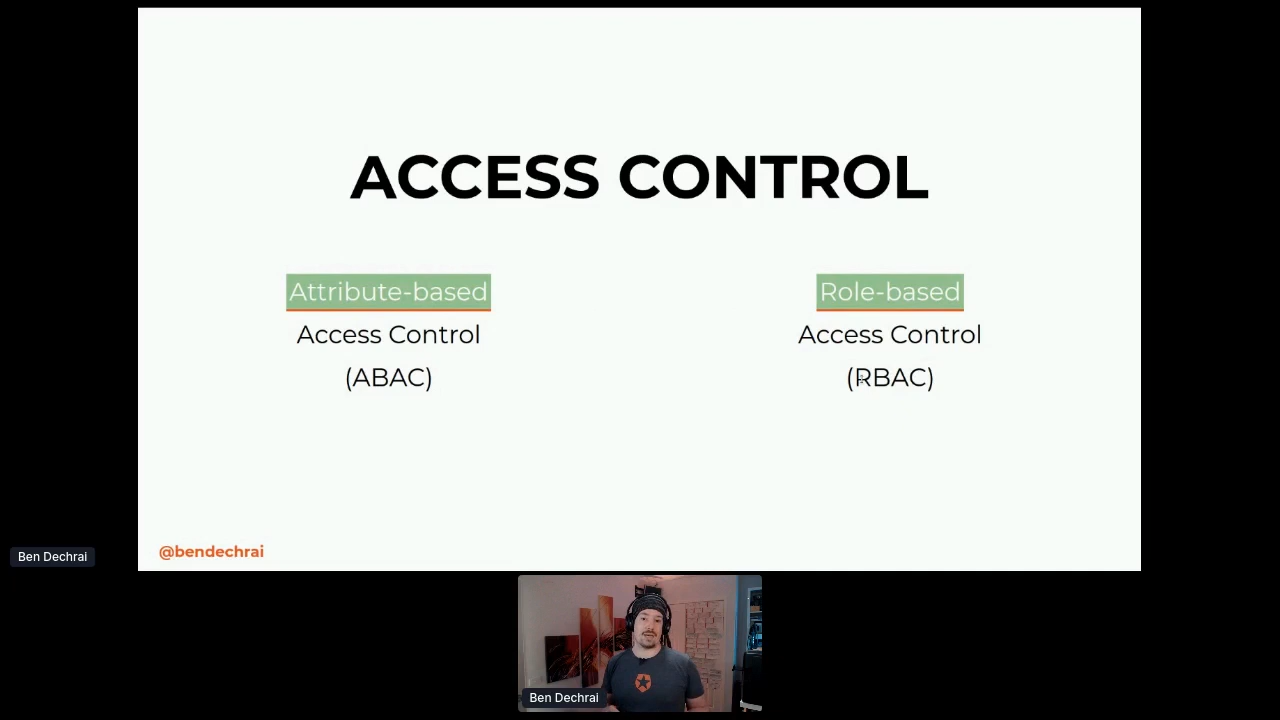 ACCESS CONTROL
Attribute-based
Access Control
(ABAC)
Role-based
Access Control
(RBAC)
@bendechrai
Ben Dechrai
Ben Dechrai